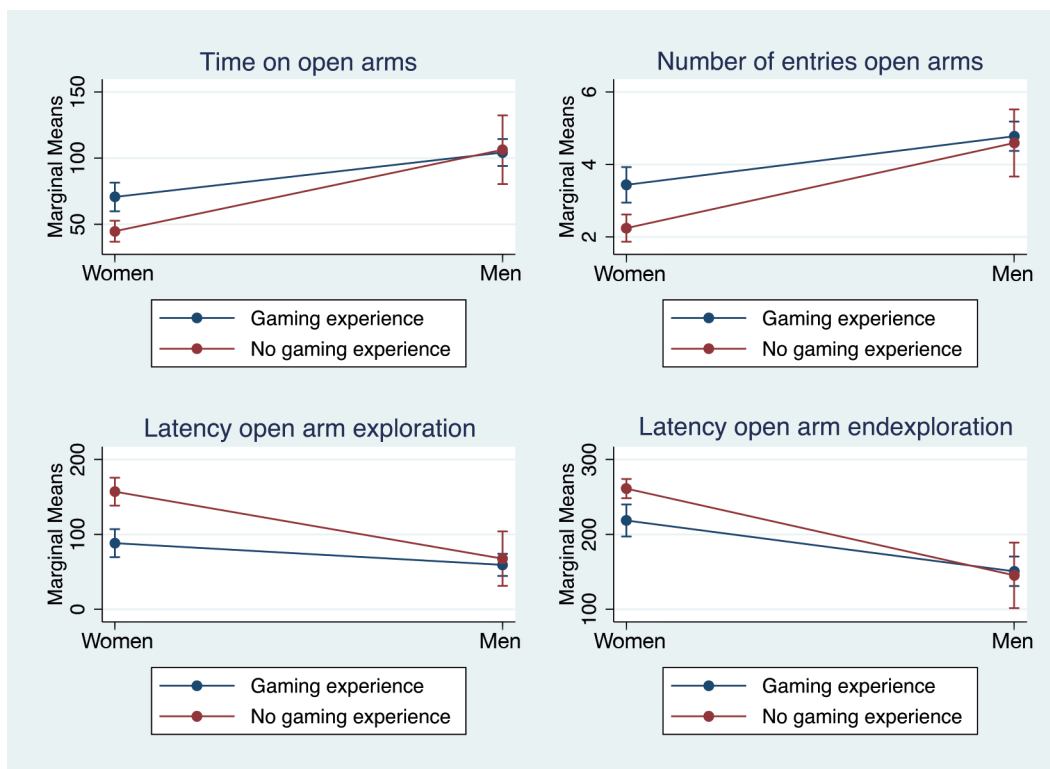 Time on open arms
Marginal Means
150
100
50
Women
Men
Gaming experience
No gaming experience
Number of entries open arms
Marginal Means
6
4
2
Women
Men
Gaming experience
No gaming experience
Latency open arm exploration
Marginal Means
200
100
0
Women
Men
Gaming experience
No gaming experience
Latency open arm endexploration
Marginal Means
300
200
100
Women
Men
Gaming experience
No gaming experience